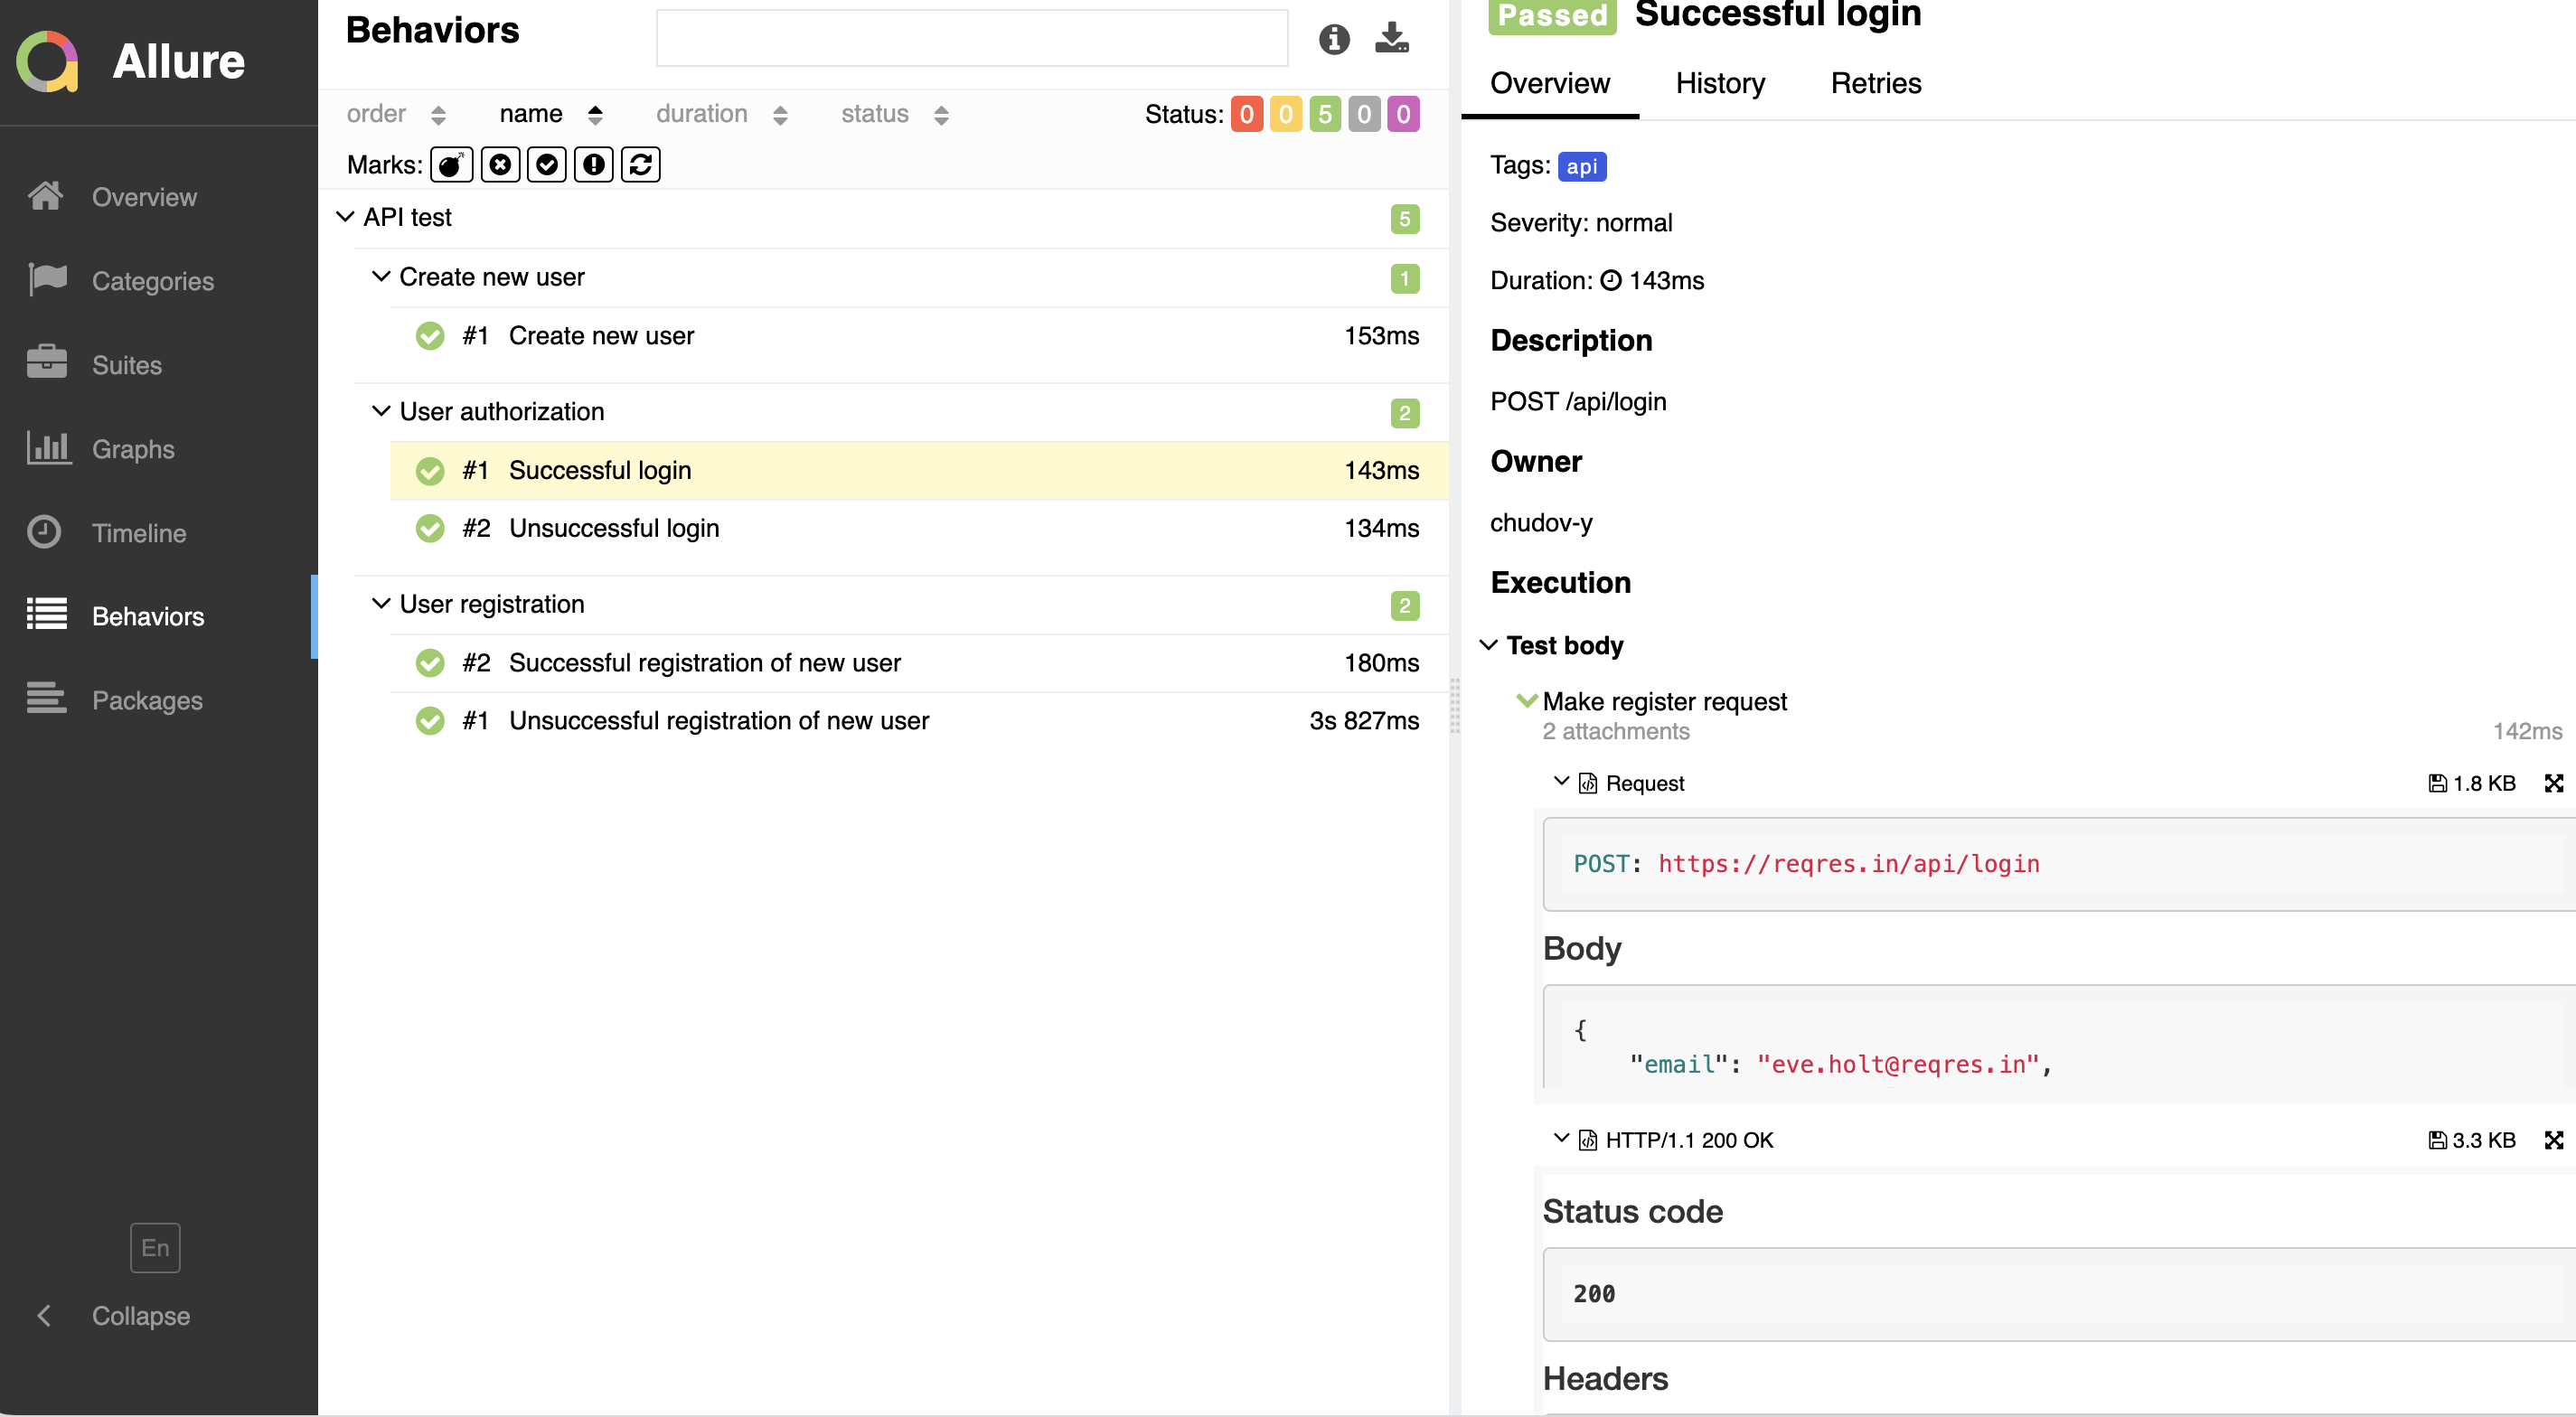 Allure
Overview
Categories
Suites
Graphs
Timeline
Behaviors
Packages
En
Collapse
Behaviors
order name duration status Status: 0 0 5 0 0
Marks:
API test 5
Create new user 1
#1 Create new user 153ms
User authorization 2
#1 Successful login 143ms
#2 Unsuccessful login 134ms
User registration 2
#2 Successful registration of new user 180ms
#1 Unsuccessful registration of new user 3s 827ms
Passed Successful login
Overview History Retries
Tags: api
Severity: normal
Duration: 143ms
Description
POST /api/login
Owner
chudov-y
Execution
Test body
Make register request
2 attachments 142ms
Request 1.8 KB
POST: https://reqres.in/api/login
Body
{
"email": "eve.holt@reqres.in",
HTTP/1.1 200 OK 3.3 KB
Status code
200
Headers